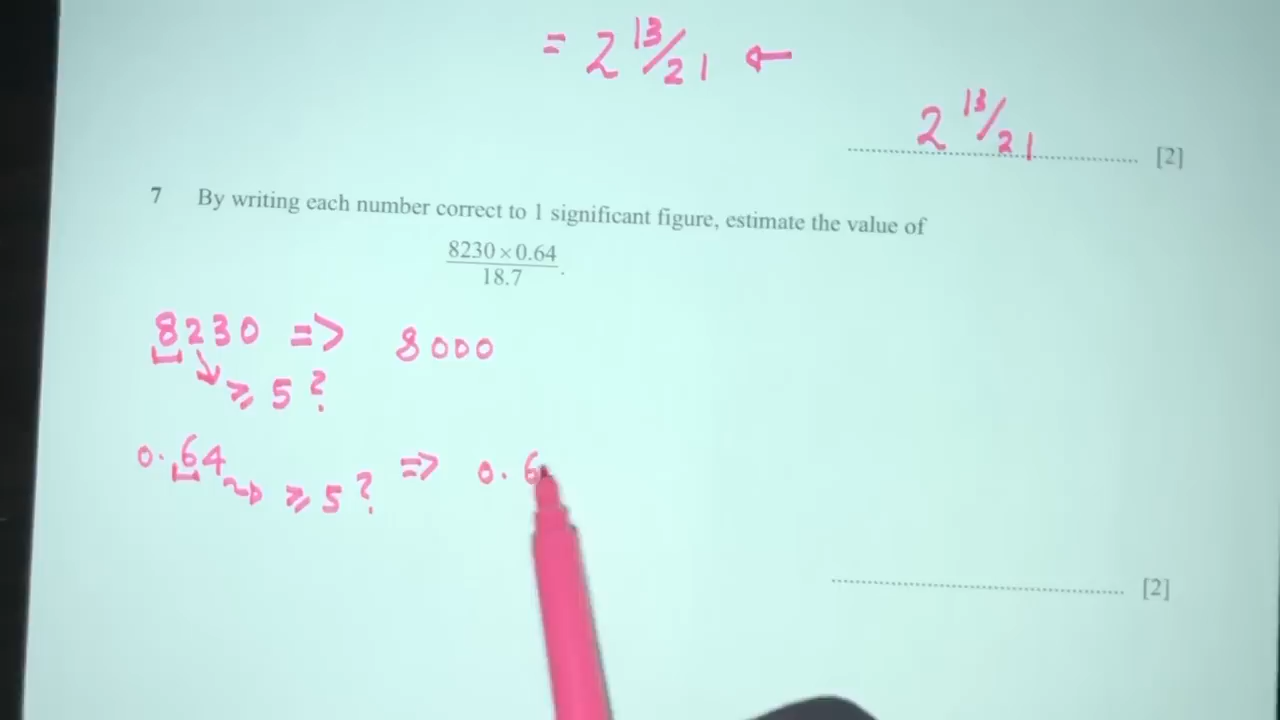 = 2 13/21 ←
2 13/21
[2]
7 By writing each number correct to 1 significant figure, estimate the value of
8230 × 0.64
18.7 .
8230 => 8000
≥ 5 ?
0.64 => 0.6
≥ 5 ?
[2]